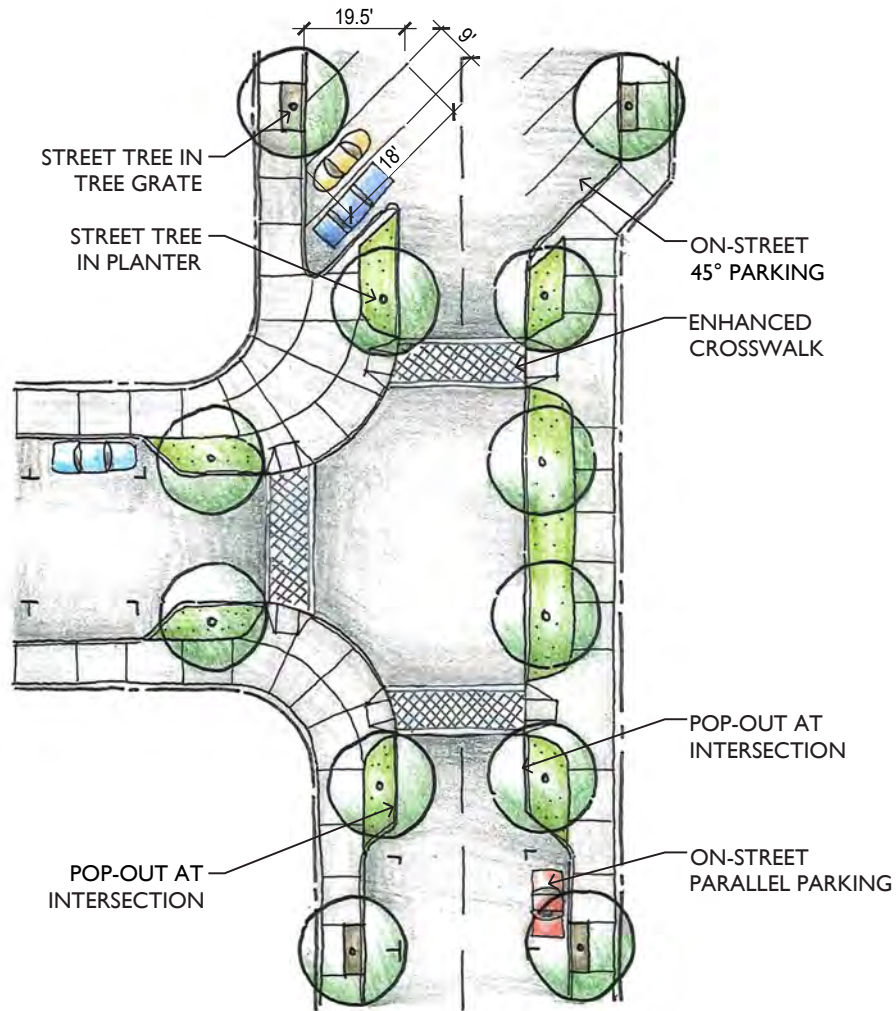 19.5'
9'
18'
STREET TREE IN
TREE GRATE
STREET TREE
IN PLANTER
ON-STREET
45° PARKING
ENHANCED
CROSSWALK
POP-OUT AT
INTERSECTION
POP-OUT AT
INTERSECTION
ON-STREET
PARALLEL PARKING